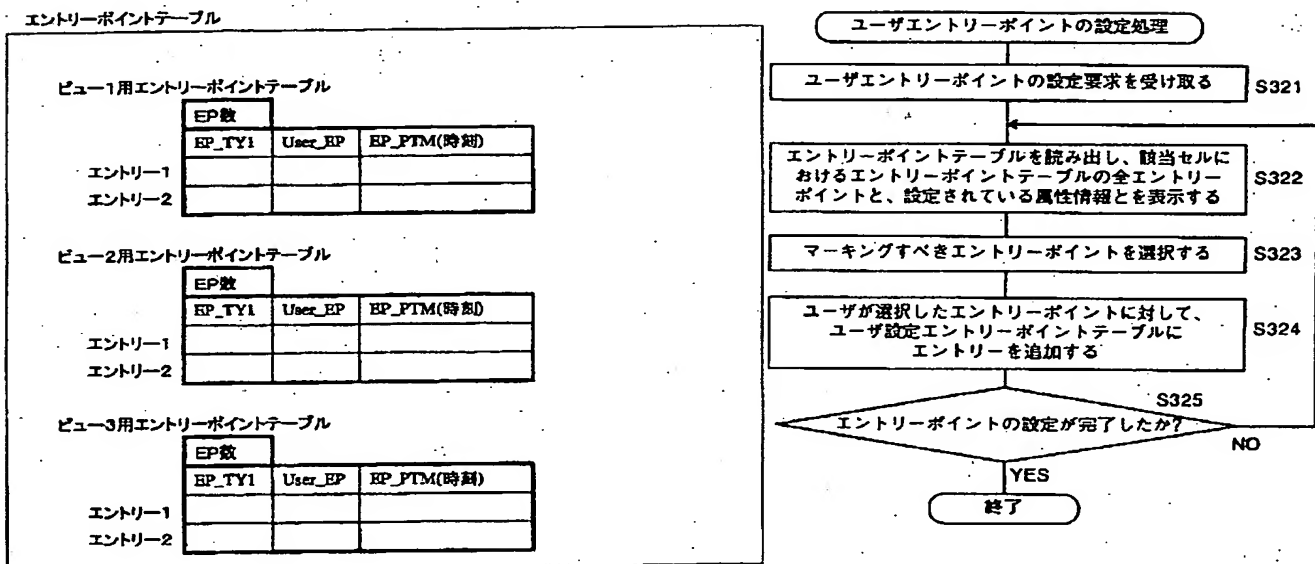 エントリーポイントテーブル
ビュー1用エントリーポイントテーブル
EP数
EP_TY1 User_EP EP_PTM(時刻)
エントリー1
エントリー2
ビュー2用エントリーポイントテーブル
EP数
EP_TY1 User_EP EP_PTM(時刻)
エントリー1
エントリー2
ビュー3用エントリーポイントテーブル
EP数
EP_TY1 User_EP EP_PTM(時刻)
エントリー1
エントリー2
ユーザエントリーポイントの設定処理
ユーザエントリーポイントの設定要求を受け取る
S321
エントリーポイントテーブルを読み出し、該当セルに
おけるエントリーポイントテーブルの全エントリー
ポイントと、設定されている属性情報とを表示する
S322
マーキングすべきエントリーポイントを選択する
S323
ユーザが選択したエントリーポイントに対して、
ユーザ設定エントリーポイントテーブルに
エントリーを追加する
S324
S325
エントリーポイントの設定が完了したか?
NO
YES
終了